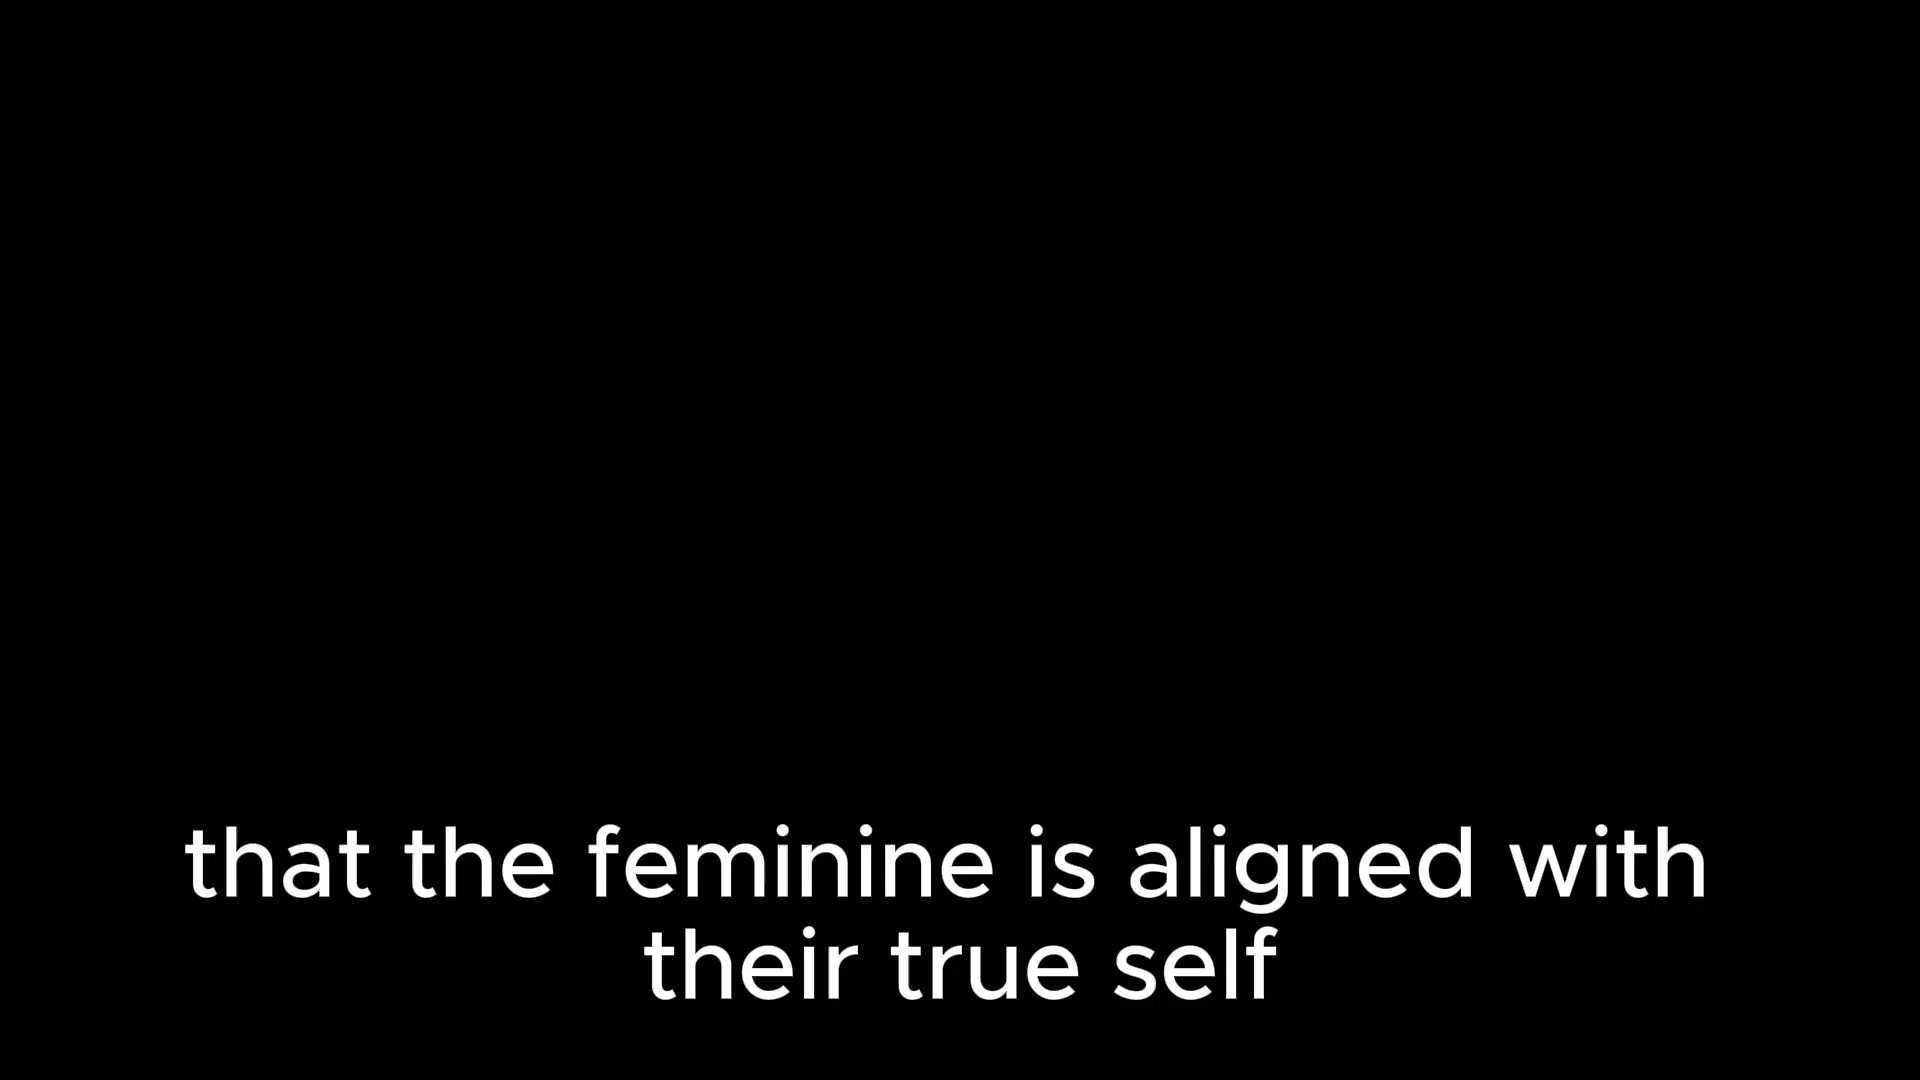 that the feminine is aligned with
their true self